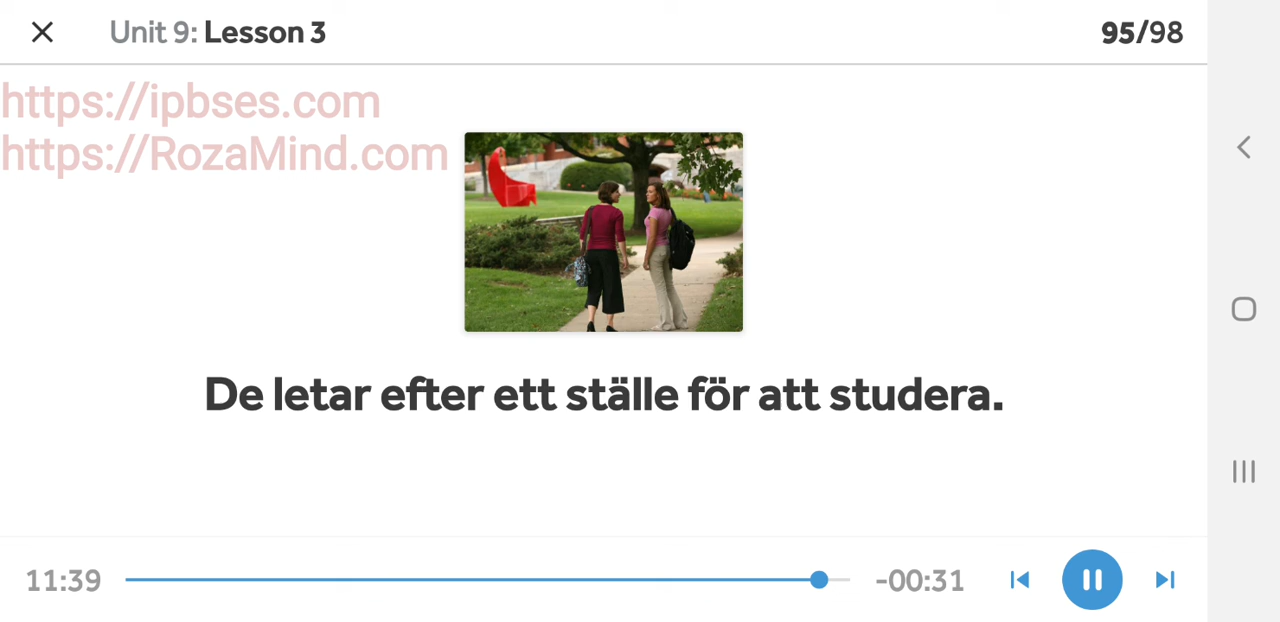 Unit 9: Lesson 3
95/98
https://ipbses.com
https://RozaMind.com
De letar efter ett ställe för att studera.
11:39
-00:31